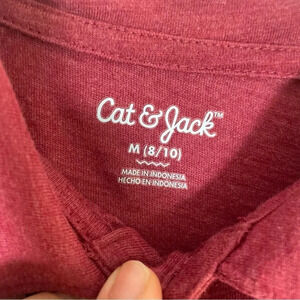 Cat & Jack™
M (8/10)
MADE IN INDONESIA
HECHO EN INDONESIA